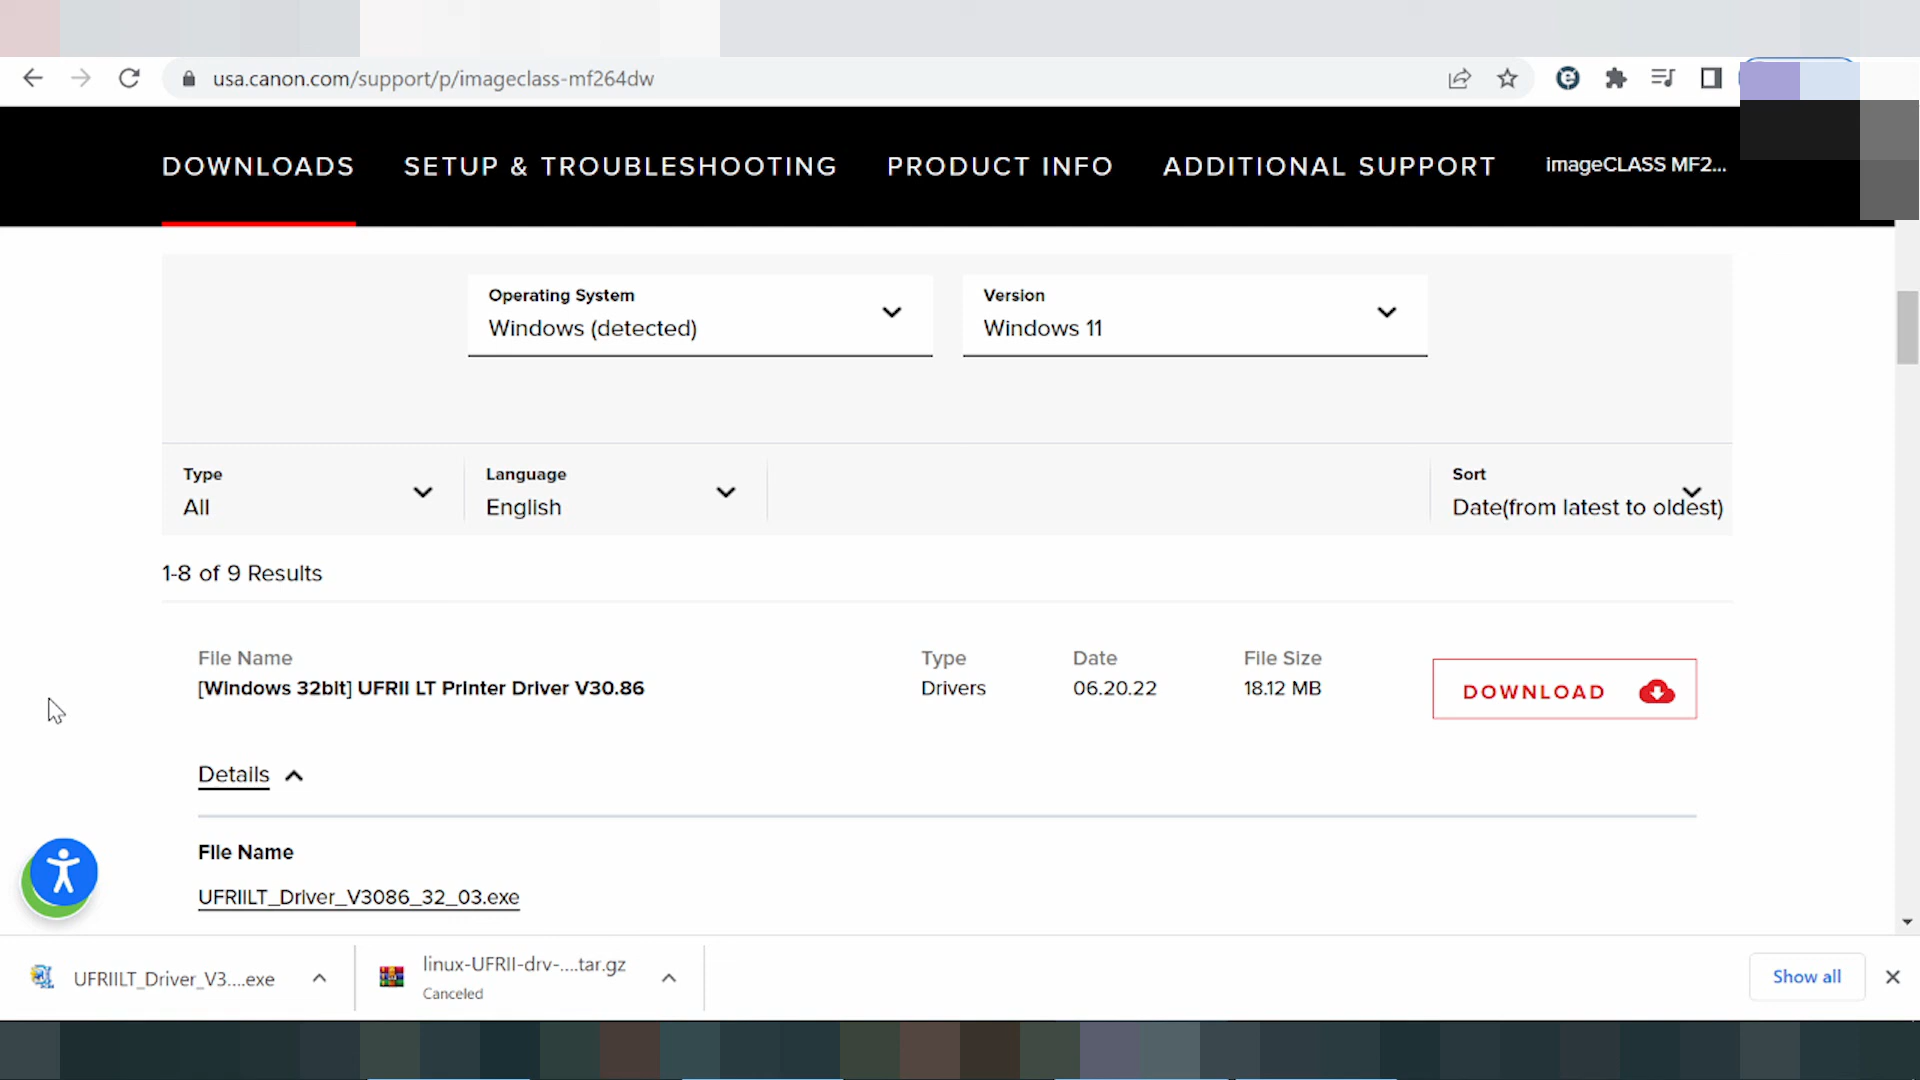 usa.canon.com/support/p/imageclass-mf264dw
DOWNLOADS SETUP & TROUBLESHOOTING PRODUCT INFO ADDITIONAL SUPPORT imageCLASS MF2...
Operating System
Windows (detected)
Version
Windows 11
Type
All
Language
English
Sort
Date(from latest to oldest)
1-8 of 9 Results
File Name Type Date File Size
[Windows 32bit] UFRII LT Printer Driver V30.86 Drivers 06.20.22 18.12 MB
DOWNLOAD
Details
File Name
UFRIILT_Driver_V3086_32_03.exe
UFRIILT_Driver_V3....exe
linux-UFRII-drv-....tar.gz
Canceled
Show all